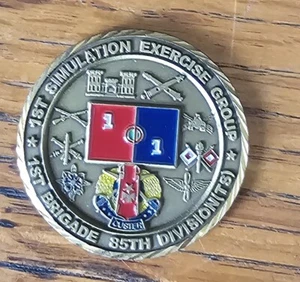 1ST SIMULATION EXERCISE GROUP
1 1
CUSTER
1ST BRIGADE 85TH DIVISION (TS)